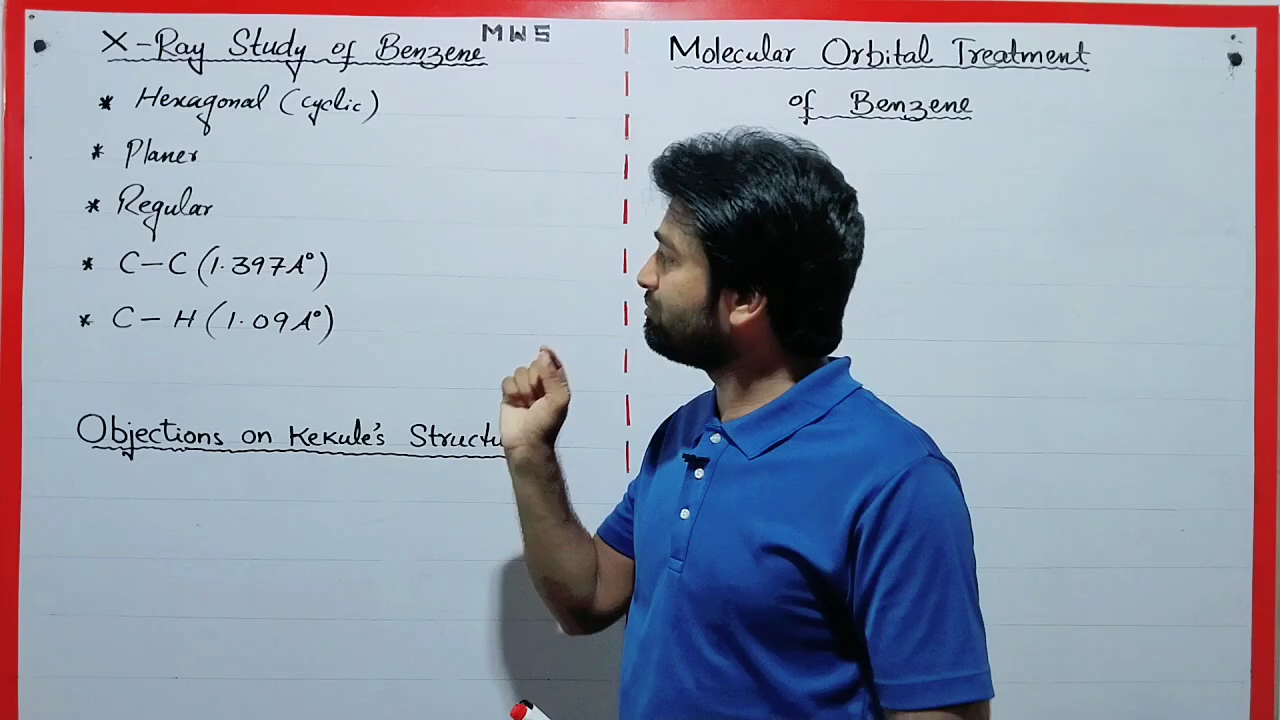 X-Ray Study of Benzene
MWS
* Hexagonal (cyclic)
* Planer
* Regular
* C-C (1.397A°)
* C-H (1.09A°)
Objections on Kekule's
Molecular Orbital Treatment
of Benzene